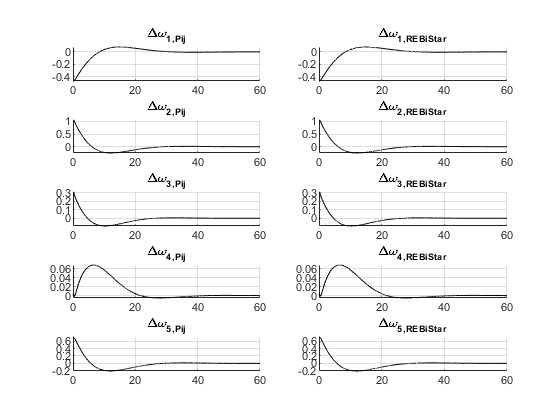 Δω1,Pij Δω1,REBiStar
0 0
-0.2 -0.2
-0.4 -0.4
0 20 40 60 0 20 40 60
Δω2,Pij Δω2,REBiStar
1 1
0.5 0.5
0 0
0 20 40 60 0 20 40 60
Δω3,Pij Δω3,REBiStar
0.3 0.3
0.2 0.2
0.1 0.1
0 0
0 20 40 60 0 20 40 60
Δω4,Pij Δω4,REBiStar
0.06 0.06
0.04 0.04
0.02 0.02
0 0
0 20 40 60 0 20 40 60
Δω5,Pij Δω5,REBiStar
0.6 0.6
0.4 0.4
0.2 0.2
0 0
-0.2 -0.2
0 20 40 60 0 20 40 60